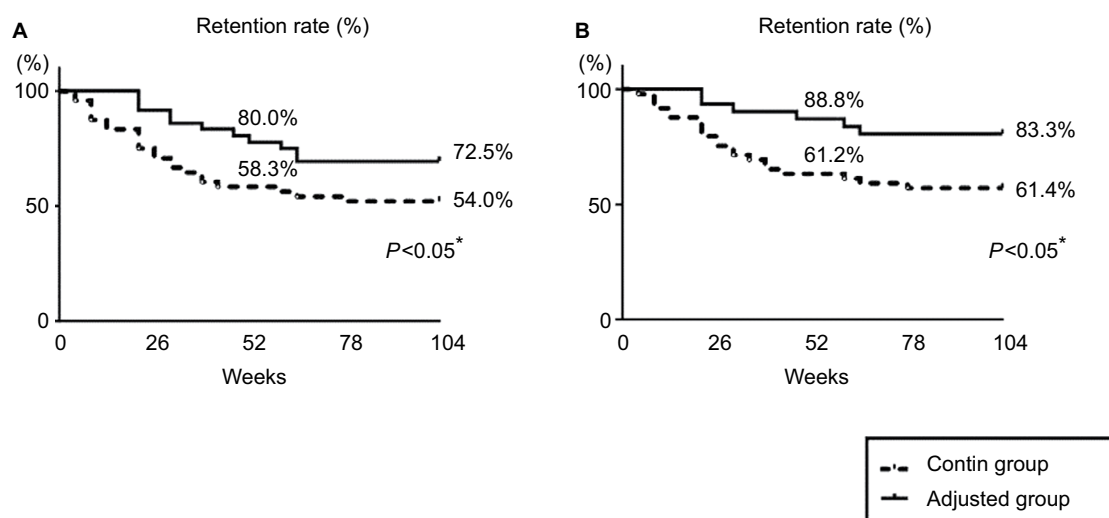 A
Retention rate (%)
(%)
100
80.0%
72.5%
58.3%
54.0%
50
P<0.05*
0
0 26 52 78 104
Weeks
B
Retention rate (%)
(%)
100
88.8%
83.3%
61.2%
61.4%
50
P<0.05*
0
0 26 52 78 104
Weeks
Contin group
Adjusted group